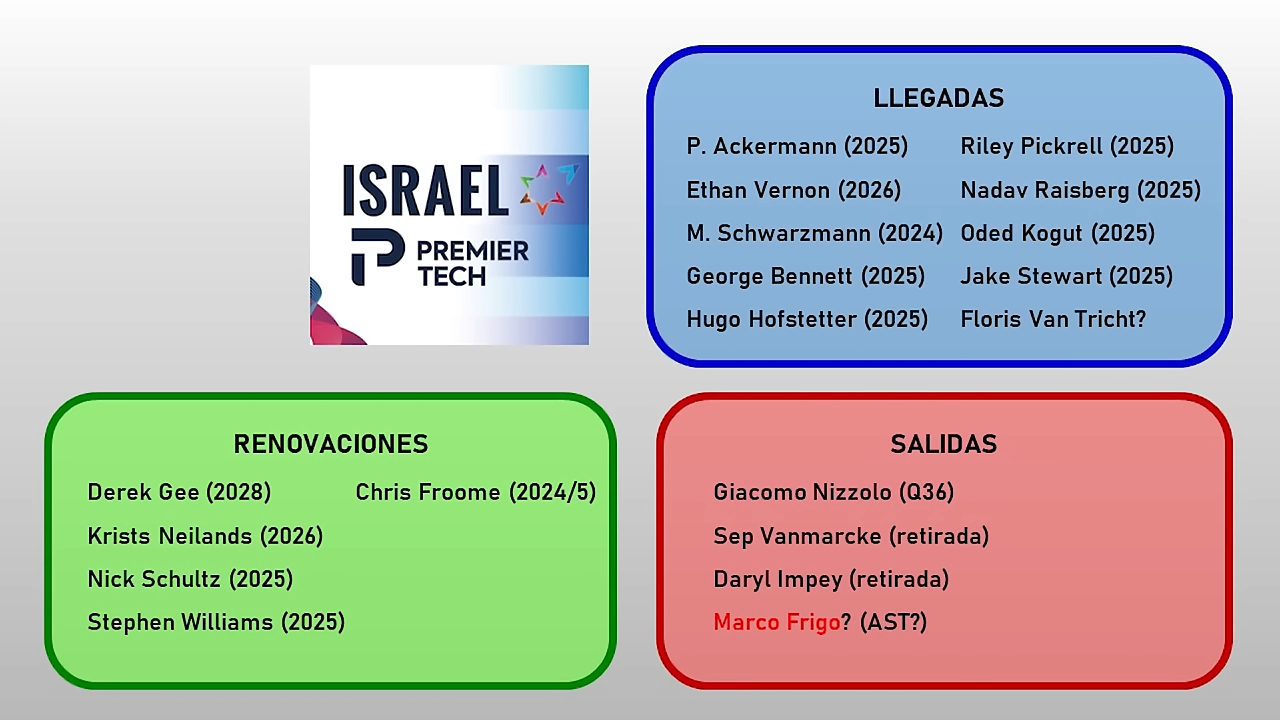 ISRAEL
PREMIER
TECH
LLEGADAS
P. Ackermann (2025)
Ethan Vernon (2026)
M. Schwarzmann (2024)
George Bennett (2025)
Hugo Hofstetter (2025)
Riley Pickrell (2025)
Nadav Raisberg (2025)
Oded Kogut (2025)
Jake Stewart (2025)
Floris Van Tricht?
RENOVACIONES
Derek Gee (2028)
Krists Neilands (2026)
Nick Schultz (2025)
Stephen Williams (2025)
Chris Froome (2024/5)
SALIDAS
Giacomo Nizzolo (Q36)
Sep Vanmarcke (retirada)
Daryl Impey (retirada)
Marco Frigo? (AST?)